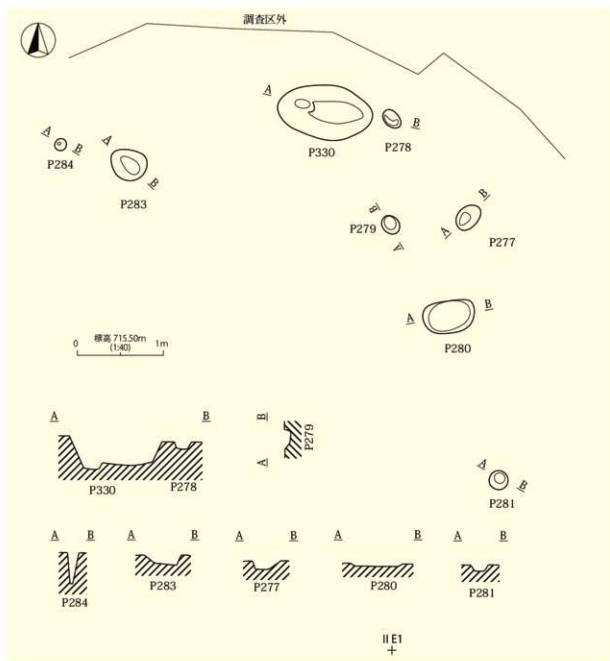 調査区外
A
B
P330
P278
A
B
P284
A
B
P283
B
A
P279
B
A
P277
A
B
P280
標高 715.50m
0 (1:40) 1m
A
B
P330
P278
B
A
P279
A
B
P281
A B
P284
A B
P283
A B
P277
A B
P280
A B
P281
II E1